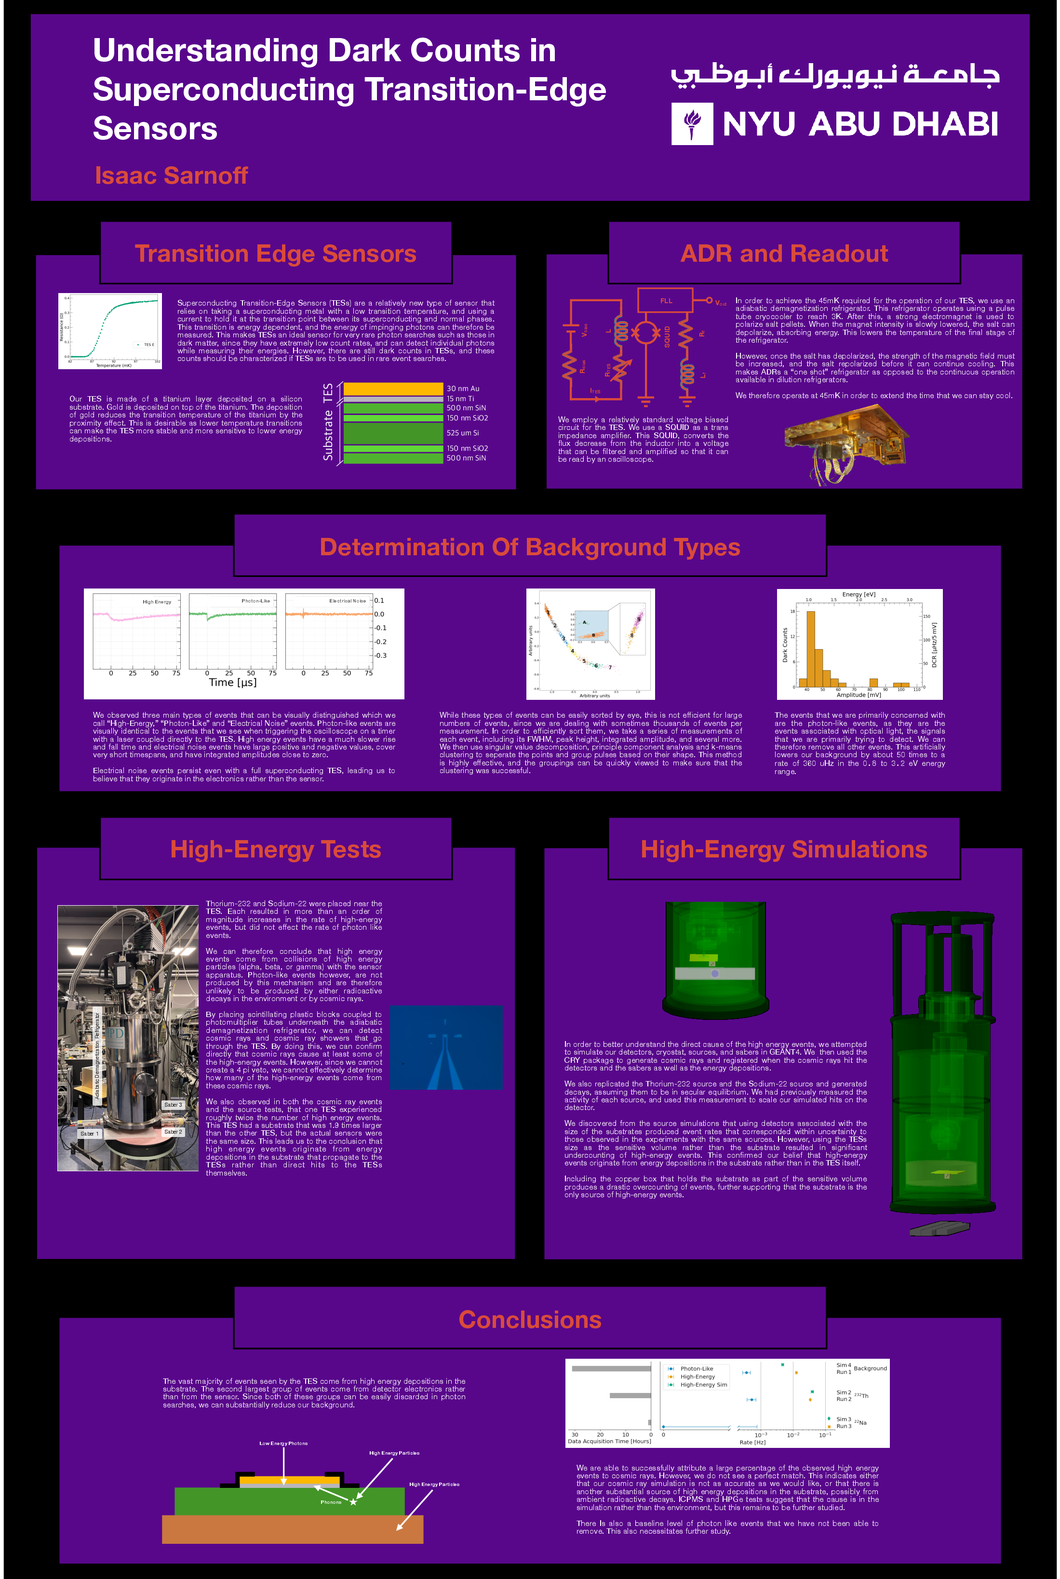 Understanding Dark Counts in
Superconducting Transition-Edge
Sensors
Isaac Sarnoff
جامعة نيويورك أبوظبي
NYU ABU DHABI
Transition Edge Sensors
Resistance (Ω)
Temperature (mK)
Superconducting Transition-Edge Sensors (TESs) are a relatively new type of sensor that
relies on taking a superconducting metal with a low transition temperature, and using a
current to hold it at the transition point between its superconducting and normal phases.
This transition is energy dependent, and the energy of impinging photons can therefore be
measured. This makes TESs an ideal sensor for very rare photon searches such as those in
dark matter, since they have extremely low count rates, and can detect individual photons
while measuring their energies. However, there are still dark counts in TESs, and these
counts should be characterized if TESs are to be used in rare event searches.
Our TES is made of a titanium layer deposited on a silicon
substrate. Gold is deposited on top of the titanium. The deposition
of gold reduces the transition temperature of the titanium by the
proximity effect. This is desirable as lower temperature transitions
can make the TES more stable and more sensitive to lower energy
depositions.
Substrate TES
30 nm Au
15 nm Ti
500 nm SiN
150 nm SiO2
525 um Si
150 nm SiO2
500 nm SiN
ADR and Readout
FLL
SQUID
We employ a relatively standard voltage biased
circuit for the TES. We use a SQUID as a trans
impedance amplifier. This SQUID, converts the
flux decrease from the inductor into a voltage
that can be filtered and amplified so that it can
be read by an oscilloscope.
In order to achieve the 45mK required for the operation of our TES, we use an
adiabatic demagnetization refrigerator. This refrigerator operates using a pulse
tube cryocooler to reach 3K. After this, a strong electromagnet is used to
polarize salt pellets. When the magnet intensity is slowly lowered, the salt can
depolarize, absorbing energy. This lowers the temperature of the final stage of
the refrigerator.
However, once the salt has depolarized, the strength of the magnetic field must
be increased, and the salt repolarized before it can continue cooling. This
makes ADRs a "one shot" refrigerator as opposed to the continuous operation
available in dilution refrigerators.
We therefore operate at 45mK in order to extend the time that we can stay cool.
Determination Of Background Types
High Energy
Photon-Like
Electrical Noise
0.1
0.0
-0.1
-0.2
-0.3
0 25 50 75 0 25 50 75 0 25 50 75
Time [µs]
Arbitrary units
Arbitrary units
Energy [eV]
1.0 1.5 2.0 2.5 3.0
Dark Counts
DCR [µHz/5 mV]
40 50 60 70 80 90 100 110
Amplitude [mV]
We observed three main types of events that can be visually distinguished which we
call "High-Energy," "Photon-Like" and "Electrical Noise" events. Photon-like events are
visually identical to the events that we see when triggering the oscilloscope on a timer
with a laser coupled directly to the TES. High energy events have a much slower rise
and fall time and electrical noise events have large positive and negative values, cover
very short timespans, and have integrated amplitudes close to zero.
Electrical noise events persist even with a full superconducting TES, leading us to
believe that they originate in the electronics rather than the sensor.
While these types of events can be easily sorted by eye, this is not efficient for large
numbers of events, since we are dealing with sometimes thousands of events per
measurement. In order to efficiently sort them, we take a series of measurements of
each event, including its FWHM, peak height, integrated amplitude, and several more.
We then use singular value decomposition, principle component analysis and k-means
clustering to seperate the points and group pulses based on their shape. This method
is highly effective, and the groupings can be quickly viewed to make sure that the
clustering was successful.
The events that we are primarily concerned with
are the photon-like events, as they are the
events associated with optical light, the signals
that we are primarily trying to detect. We can
therefore remove all other events. This artificially
lowers our background by about 50 times to a
rate of 360 uHz in the 0.8 to 3.2 eV energy
range.
High-Energy Tests
Adiabatic Demagnetization Refrigerator
Saber 3
Saber 1
Saber 2
Thorium-232 and Sodium-22 were placed near the
TES. Each resulted in more than an order of
magnitude increases in the rate of high-energy
events, but did not effect the rate of photon like
events.
We can therefore conclude that high energy
events come from collisions of high energy
particles (alpha, beta, or gamma) with the sensor
apparatus. Photon-like events however, are not
produced by this mechanism and are therefore
unlikely to be produced by either radioactive
decays in the environment or by cosmic rays.
By placing scintillating plastic blocks coupled to
photomultiplier tubes underneath the adiabatic
demagnetization refrigerator, we can detect
cosmic rays and cosmic ray showers that go
through the TES. By doing this, we can confirm
directly that cosmic rays cause at least some of
the high-energy events. However, since we cannot
create a 4 pi veto, we cannot effectively determine
how many of the high-energy events come from
these cosmic rays.
We also observed in both the cosmic ray events
and the source tests, that one TES experienced
roughly twice the number of high energy events.
This TES had a substrate that was 1.9 times larger
than the other TES, but the actual sensors were
the same size. This leads us to the conclusion that
high energy events originate from energy
depositions in the substrate that propagate to the
TESs rather than direct hits to the TESs
themselves.
High-Energy Simulations
In order to better understand the direct cause of the high energy events, we attempted
to simulate our detectors, cryostat, sources, and sabers in GEANT4. We then used the
CRY package to generate cosmic rays and registered when the cosmic rays hit the
detectors and the sabers as well as the energy depositions.
We also replicated the Thorium-232 source and the Sodium-22 source and generated
decays, assuming them to be in secular equilibrium. We had previously measured the
activity of each source, and used this measurement to scale our simulated hits on the
detector.
We discovered from the source simulations that using detectors associated with the
size of the substrates produced event rates that corresponded within uncertainty to
those observed in the experiments with the same sources. However, using the TESs
size as the sensitive volume rather than the substrate resulted in significant
undercounting of high-energy events. This confirmed our belief that high-energy
events originate from energy depositions in the substrate rather than in the TES itself.
Including the copper box that holds the substrate as part of the sensitive volume
produces a drastic overcounting of events, further supporting that the substrate is the
only source of high-energy events.
Conclusions
The vast majority of events seen by the TES come from high energy depositions in the
substrate. The second largest group of events come from detector electronics rather
than from the sensor. Since both of these groups can be easily discarded in photon
searches, we can substantially reduce our background.
Low Energy Photons
High Energy Particles
High Energy Particles
Phonons
Photon-Like
High-Energy
High-Energy Sim
Sim 4
Run 1
Background
Sim 2
Run 2
²³²Th
Sim 3
Run 3
²²Na
30 20 10 0
Data Acquisition Time [Hours]
0 10⁻³ 10⁻² 10⁻¹
Rate [Hz]
We are able to successfully attribute a large percentage of the observed high energy
events to cosmic rays. However, we do not see a perfect match. This indicates either
that our cosmic ray simulation is not as accurate as we would like, or that there is
another substantial source of high energy depositions in the substrate, possibly from
ambient radioactive decays. ICPMS and HPGe tests suggest that the cause is in the
simulation rather than the environment, but this remains to be further studied.
There Is also a baseline level of photon like events that we have not been able to
remove. This also necessitates further study.